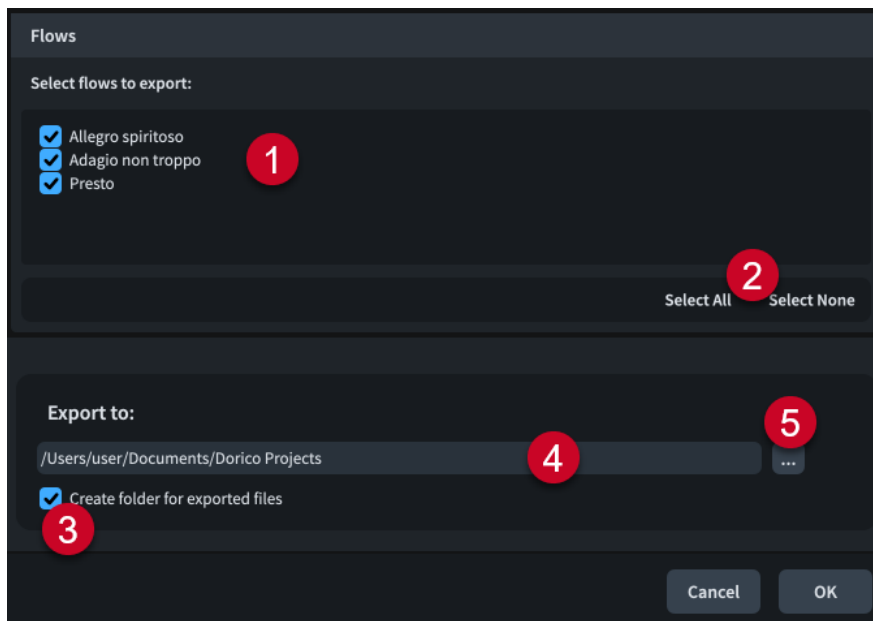 Flows
Select flows to export:
Allegro spiritoso
Adagio non troppo
1
Presto
2
Select All
Select None
Export to:
5
/Users/user/Documents/Dorico Projects
4
...
Create folder for exported files
3
Cancel
OK